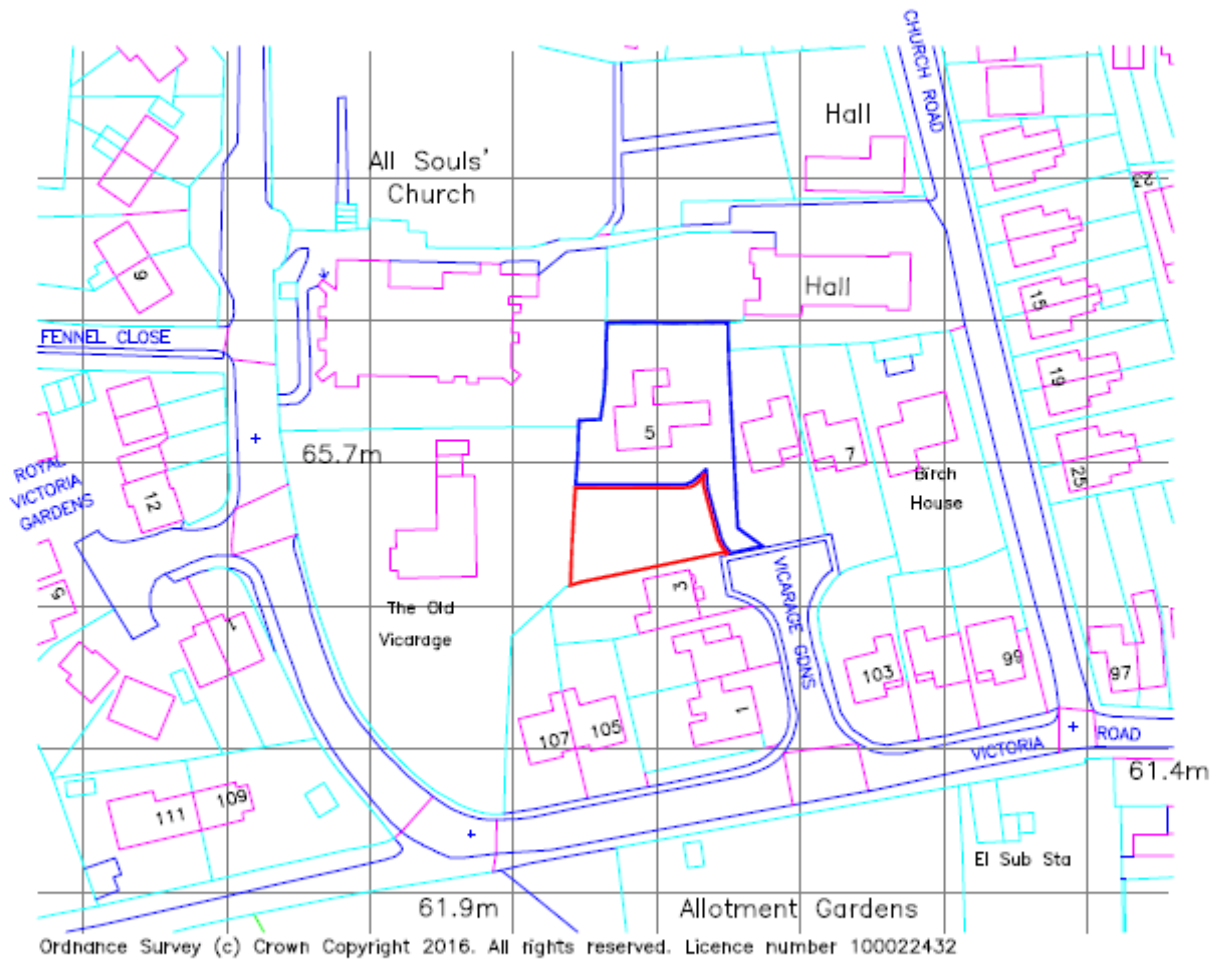 CHURCH ROAD
Hall
All Souls'
Church
23
9
Hall
15
FENNEL CLOSE
19
5
7
65.7m
25
ROYAL
VICTORIA
GARDENS
12
Birch
House
VICARAGE GDNS
3
5
The Old
Vicarage
1
103
99
97
1
107
105
VICTORIA
ROAD
61.4m
111
109
El Sub Sta
61.9m
Allotment Gardens
Ordnance Survey (c) Crown Copyright 2016. All rights reserved. Licence number 100022432